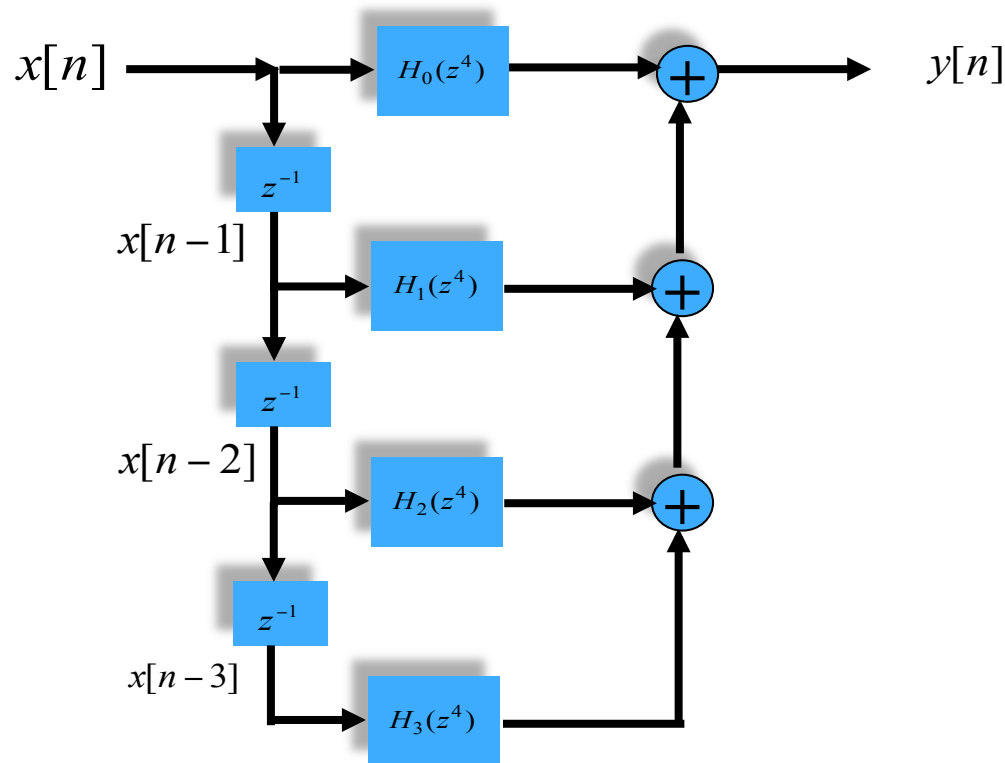 x[n] H₀(z⁴) + y[n]
z⁻¹
x[n−1] H₁(z⁴) +
z⁻¹
x[n−2] H₂(z⁴) +
z⁻¹
x[n−3] H₃(z⁴)